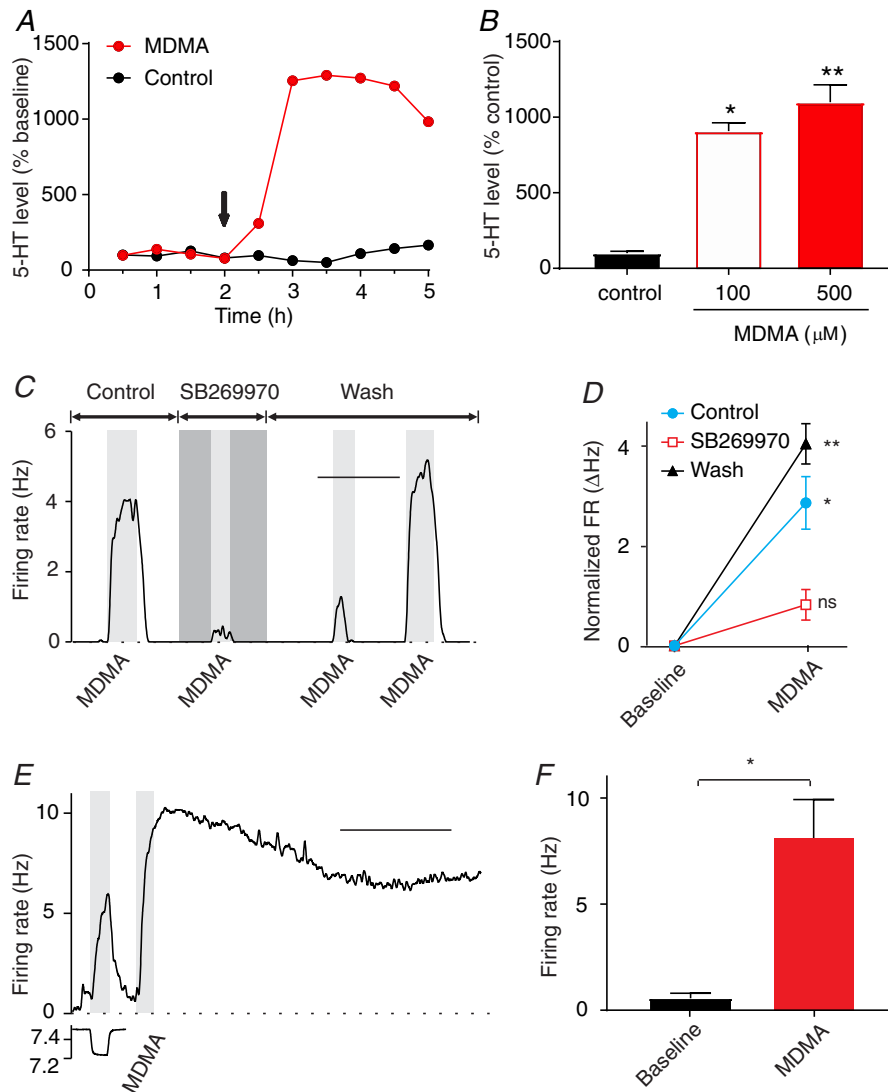 A
1500
MDMA
Control
1000
500
0
5-HT level (% baseline)
0 1 2 3 4 5
Time (h)
B
1500
1000
500
0
5-HT level (% control)
*
**
control 100 500
MDMA (μM)
C
Control SB269970 Wash
6
4
2
0
Firing rate (Hz)
MDMA MDMA MDMA MDMA
D
Control
SB269970
Wash
4
2
0
Normalized FR (ΔHz)
**
*
ns
Baseline MDMA
E
10
5
0
Firing rate (Hz)
7.4
7.2
MDMA
F
*
10
5
0
Firing rate (Hz)
Baseline MDMA